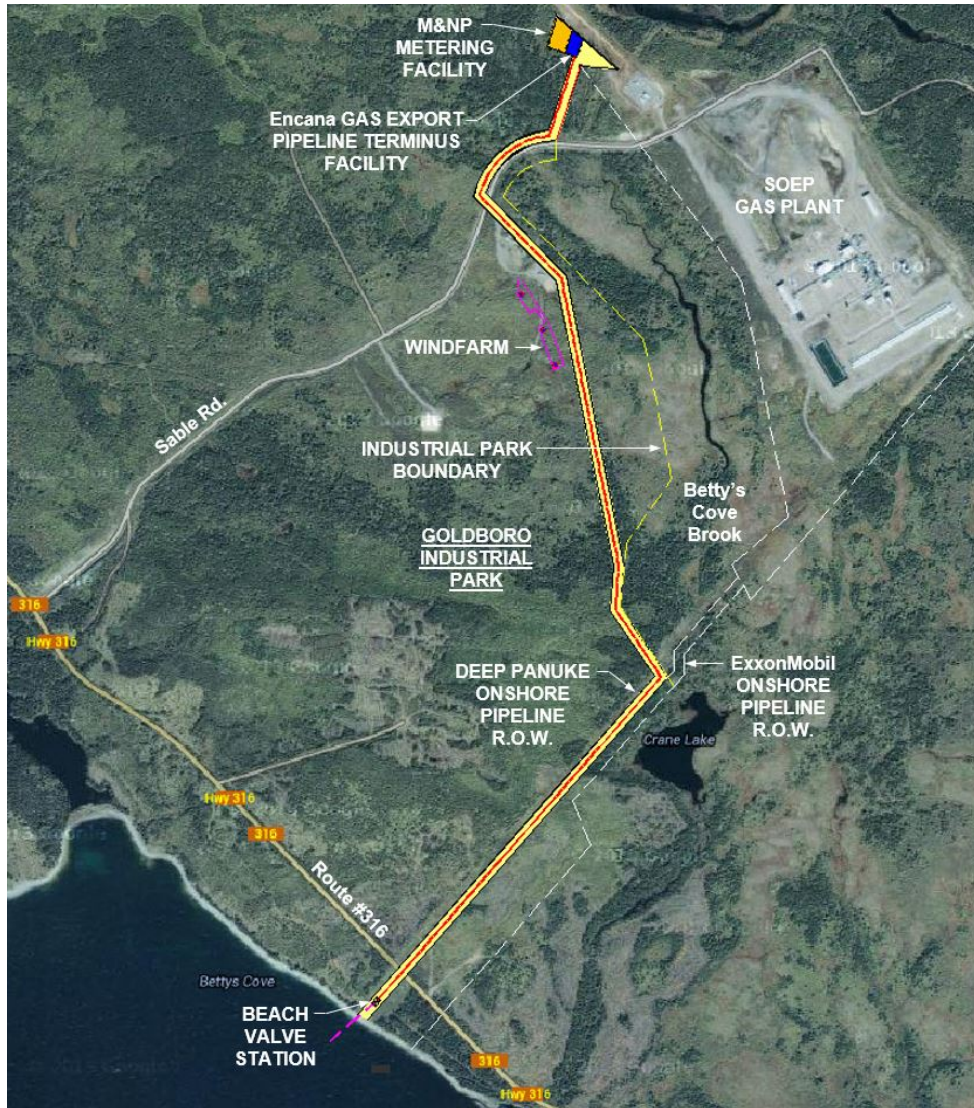 M&NP
METERING
FACILITY
Encana GAS EXPORT
PIPELINE TERMINUS
FACILITY
SOEP
GAS PLANT
WINDFARM
Sable Rd.
INDUSTRIAL PARK
BOUNDARY
Betty's
Cove
Brook
GOLDBORO
INDUSTRIAL
PARK
316
Hwy 316
DEEP PANUKE
ONSHORE
PIPELINE
R.O.W.
ExxonMobil
ONSHORE
PIPELINE
R.O.W.
Crane Lake
Hwy 316
316
Route #316
Bettys Cove
BEACH
VALVE
STATION
316
Hwy 316